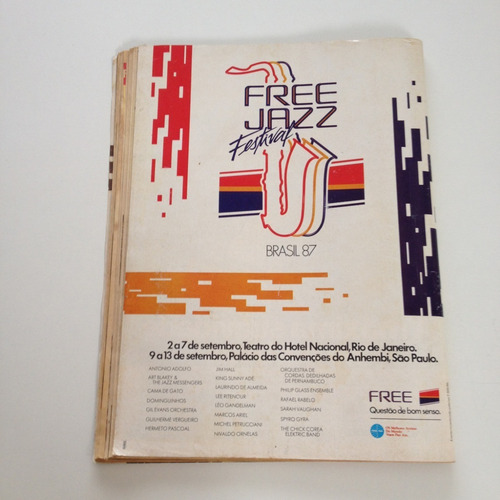 FREE
JAZZ
Festival
BRASIL 87
2 a 7 de setembro, Teatro do Hotel Nacional, Rio de Janeiro.
9 a 13 de setembro, Palácio das Convenções do Anhembi, São Paulo.
ANTONIO ADOLFO
ART BLAKEY &
THE JAZZ MESSENGERS
CAMA DE GATO
DOMINGUINHOS
GIL EVANS ORCHESTRA
GUILHERME VERGUEIRO
HERMETO PASCOAL
JIM HALL
KING SUNNY ADÉ
LAURINDO DE ALMEIDA
LEE RITENOUR
LEO GANDELMAN
MARCOS ARIEL
MICHEL PETRUCCIANI
NIVALDO ORNELAS
ORQUESTRA DE
CORDAS DEDILHADAS
DE PERNAMBUCO
PHILIP GLASS ENSEMBLE
RAFAEL RABELO
SARAH VAUGHAN
SPYRO GYRA
THE CHICK COREA
ELEKTRIC BAND
FREE
Questão de bom senso.